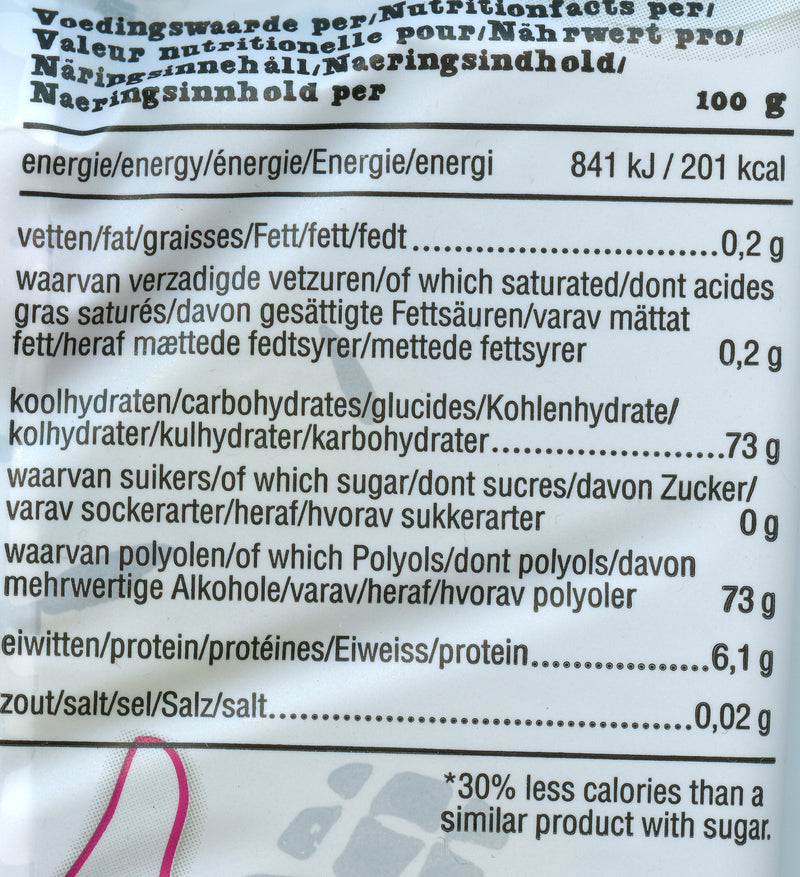 Voedingswaarde per/Nutritionfacts per/
Valeur nutritionelle pour/Nährwert pro/
Näringsinnehåll/Naeringsindhold/
Naeringsinnhold per 100 g
energie/energy/énergie/Energie/energi 841 kJ / 201 kcal
vetten/fat/graisses/Fett/fett/fedt..............................0,2 g
waarvan verzadigde vetzuren/of which saturated/dont acides
gras saturés/davon gesättigte Fettsäuren/varav mättat
fett/heraf mættede fedtsyrer/mettede fettsyrer 0,2 g
koolhydraten/carbohydrates/glucides/Kohlenhydrate/
kolhydrater/kulhydrater/karbohydrater.......................73 g
waarvan suikers/of which sugar/dont sucres/davon Zucker/
varav sockerarter/heraf/hvorav sukkerarter 0 g
waarvan polyolen/of which Polyols/dont polyols/davon
mehrwertige Alkohole/varav/heraf/hvorav polyoler 73 g
eiwitten/protein/protéines/Eiweiss/protein..................6,1 g
zout/salt/sel/Salz/salt..........................................0,02 g
*30% less calories than a
similar product with sugar.